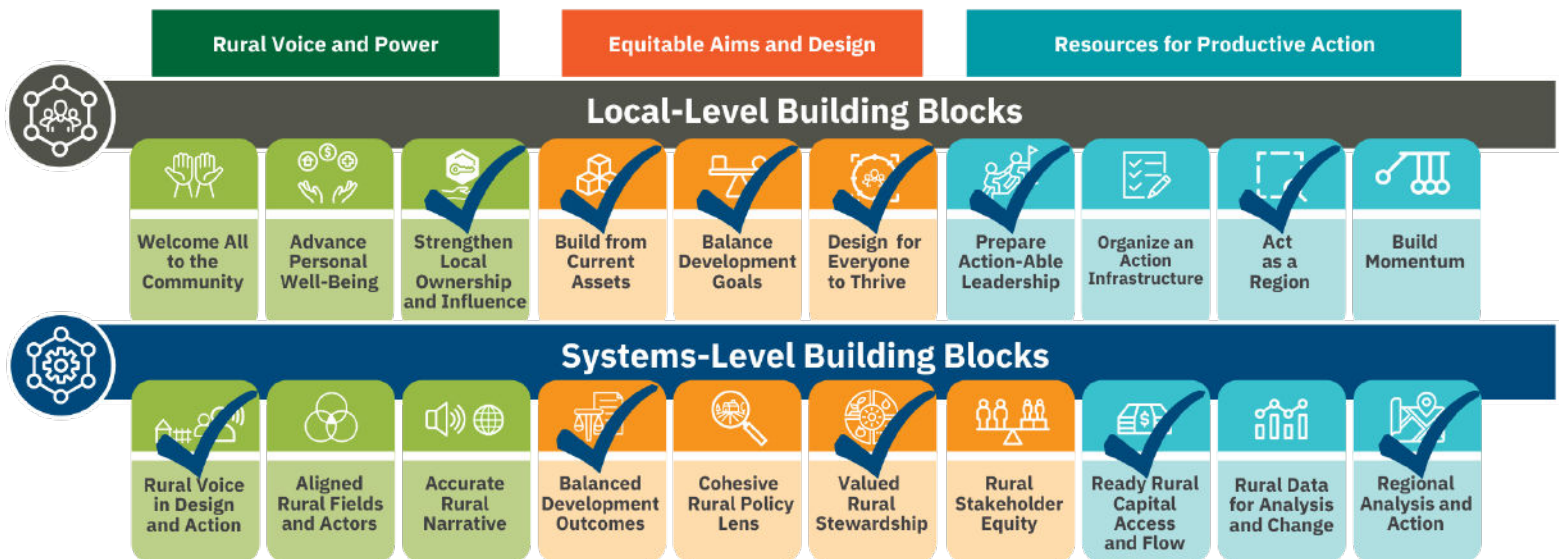 Rural Voice and Power
Equitable Aims and Design
Resources for Productive Action
Local-Level Building Blocks
Welcome All
to the
Community
Advance
Personal
Well-Being
Strengthen
Local
Ownership
and Influence
Build from
Current
Assets
Balance
Development
Goals
Design for
Everyone
to Thrive
Prepare
Action-Able
Leadership
Organize an
Action
Infrastructure
Act
as a
Region
Build
Momentum
Systems-Level Building Blocks
Rural Voice
in Design
and Action
Aligned
Rural Fields
and Actors
Accurate
Rural
Narrative
Balanced
Development
Outcomes
Cohesive
Rural Policy
Lens
Valued
Rural
Stewardship
Rural
Stakeholder
Equity
Ready Rural
Capital
Access
and Flow
Rural Data
for Analysis
and Change
Regional
Analysis and
Action